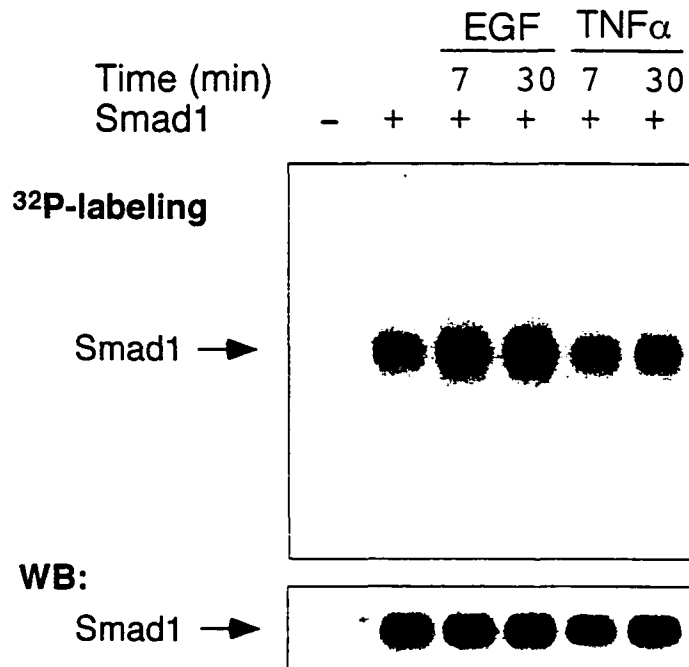 EGF TNFα
Time (min) 7 30 7 30
Smad1 - + + + + +
32P-labeling
Smad1
WB:
Smad1